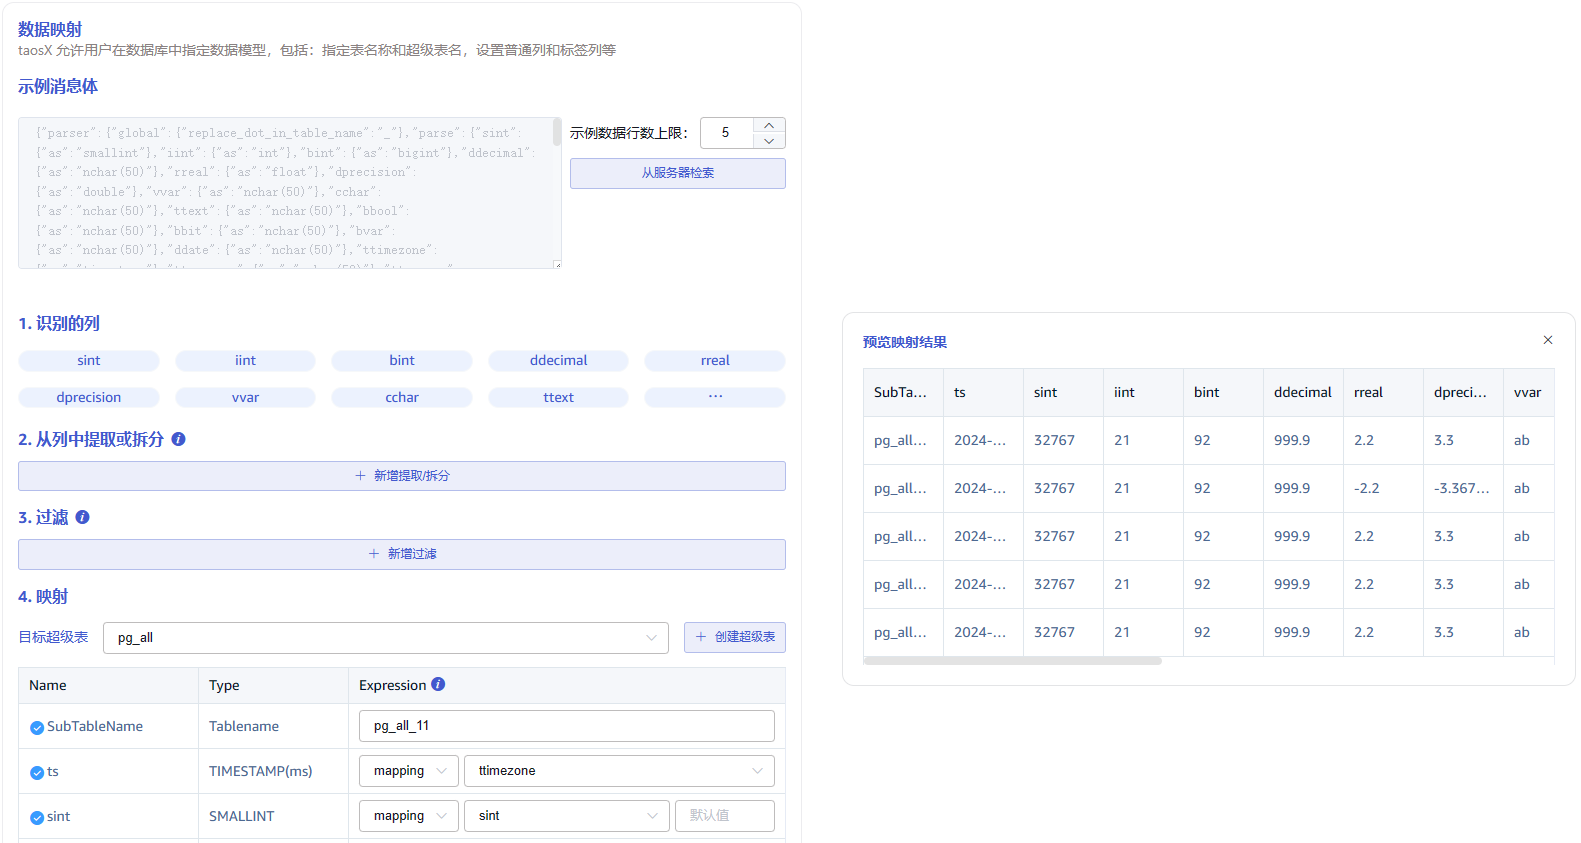 数据映射
taosX 允许用户在数据库中指定数据模型，包括：指定表名称和超级表名，设置普通列和标签列等
示例消息体
{"parser":{"global":{"replace_dot_in_table_name":"_"},"parse":{"sint":
{"as":"smallint"},"iint":{"as":"int"},"bint":{"as":"bigint"},"ddecimal":
{"as":"nchar(50)"},"rreal":{"as":"float"},"dprecision":
{"as":"double"},"vvar":{"as":"nchar(50)"},"cchar":
{"as":"nchar(50)"},"ttext":{"as":"nchar(50)"},"bbool":
{"as":"nchar(50)"},"bbit":{"as":"nchar(50)"},"bvar":
{"as":"nchar(50)"},"ddate":{"as":"nchar(50)"},"ttimezone":
示例数据行数上限： 5
从服务器检索
1. 识别的列
sint iint bint ddecimal rreal
dprecision vvar cchar ttext ···
2. 从列中提取或拆分
+ 新增提取/拆分
3. 过滤
+ 新增过滤
4. 映射
目标超级表 pg_all + 创建超级表
Name Type Expression
SubTableName Tablename pg_all_11
ts TIMESTAMP(ms) mapping ttimezone
sint SMALLINT mapping sint 默认值
预览映射结果 ×
SubTa... ts sint iint bint ddecimal rreal dpreci... vvar
pg_all... 2024-... 32767 21 92 999.9 2.2 3.3 ab
pg_all... 2024-... 32767 21 92 999.9 -2.2 -3.367... ab
pg_all... 2024-... 32767 21 92 999.9 2.2 3.3 ab
pg_all... 2024-... 32767 21 92 999.9 2.2 3.3 ab
pg_all... 2024-... 32767 21 92 999.9 2.2 3.3 ab